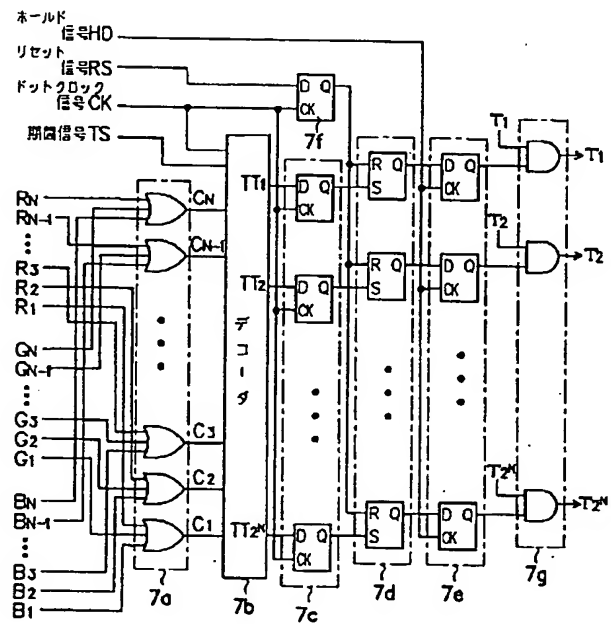 ホールド
信号HD
リセット
信号RS
ドットクロック
信号CK
期間信号TS
RN
RN-1
R3
R2
R1
GN
GN-1
G3
G2
G1
BN
BN-1
B3
B2
B1
CN
CN-1
C3
C2
C1
7a
デコーダ
TT1
TT2
TT2N
7b
D Q
CK
7f
D Q
CK
D Q
CK
D Q
CK
7c
R Q
S
R Q
S
R Q
S
7d
D Q
CK
D Q
CK
D Q
CK
7e
T1
T1
T2
T2
T2N
T2N
7g